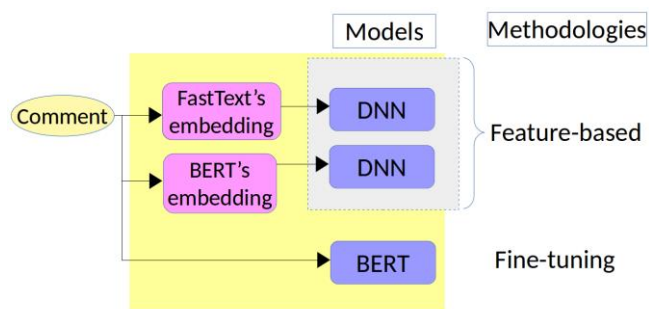 Models
Methodologies
Comment
FastText's
embedding
DNN
BERT's
embedding
DNN
Feature-based
BERT
Fine-tuning